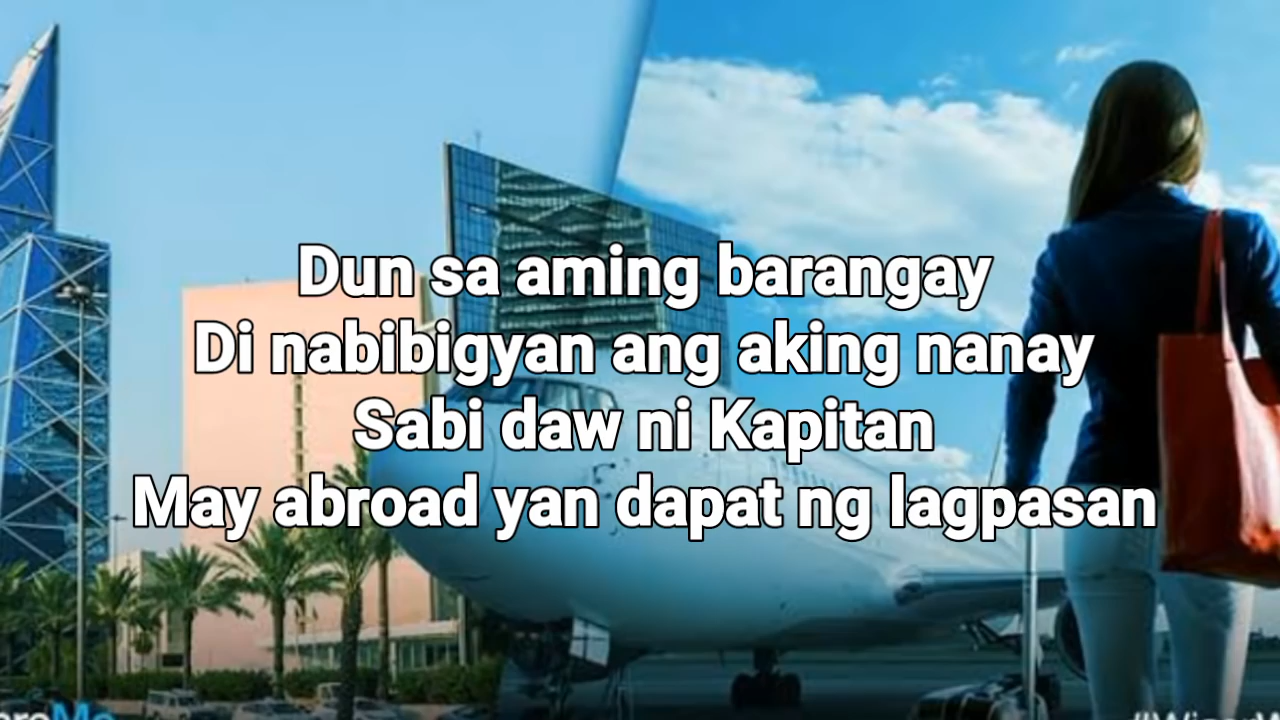 Dun sa aming barangay
Di nabibigyan ang aking nanay
Sabi daw ni Kapitan
May abroad yan dapat ng lagpasan